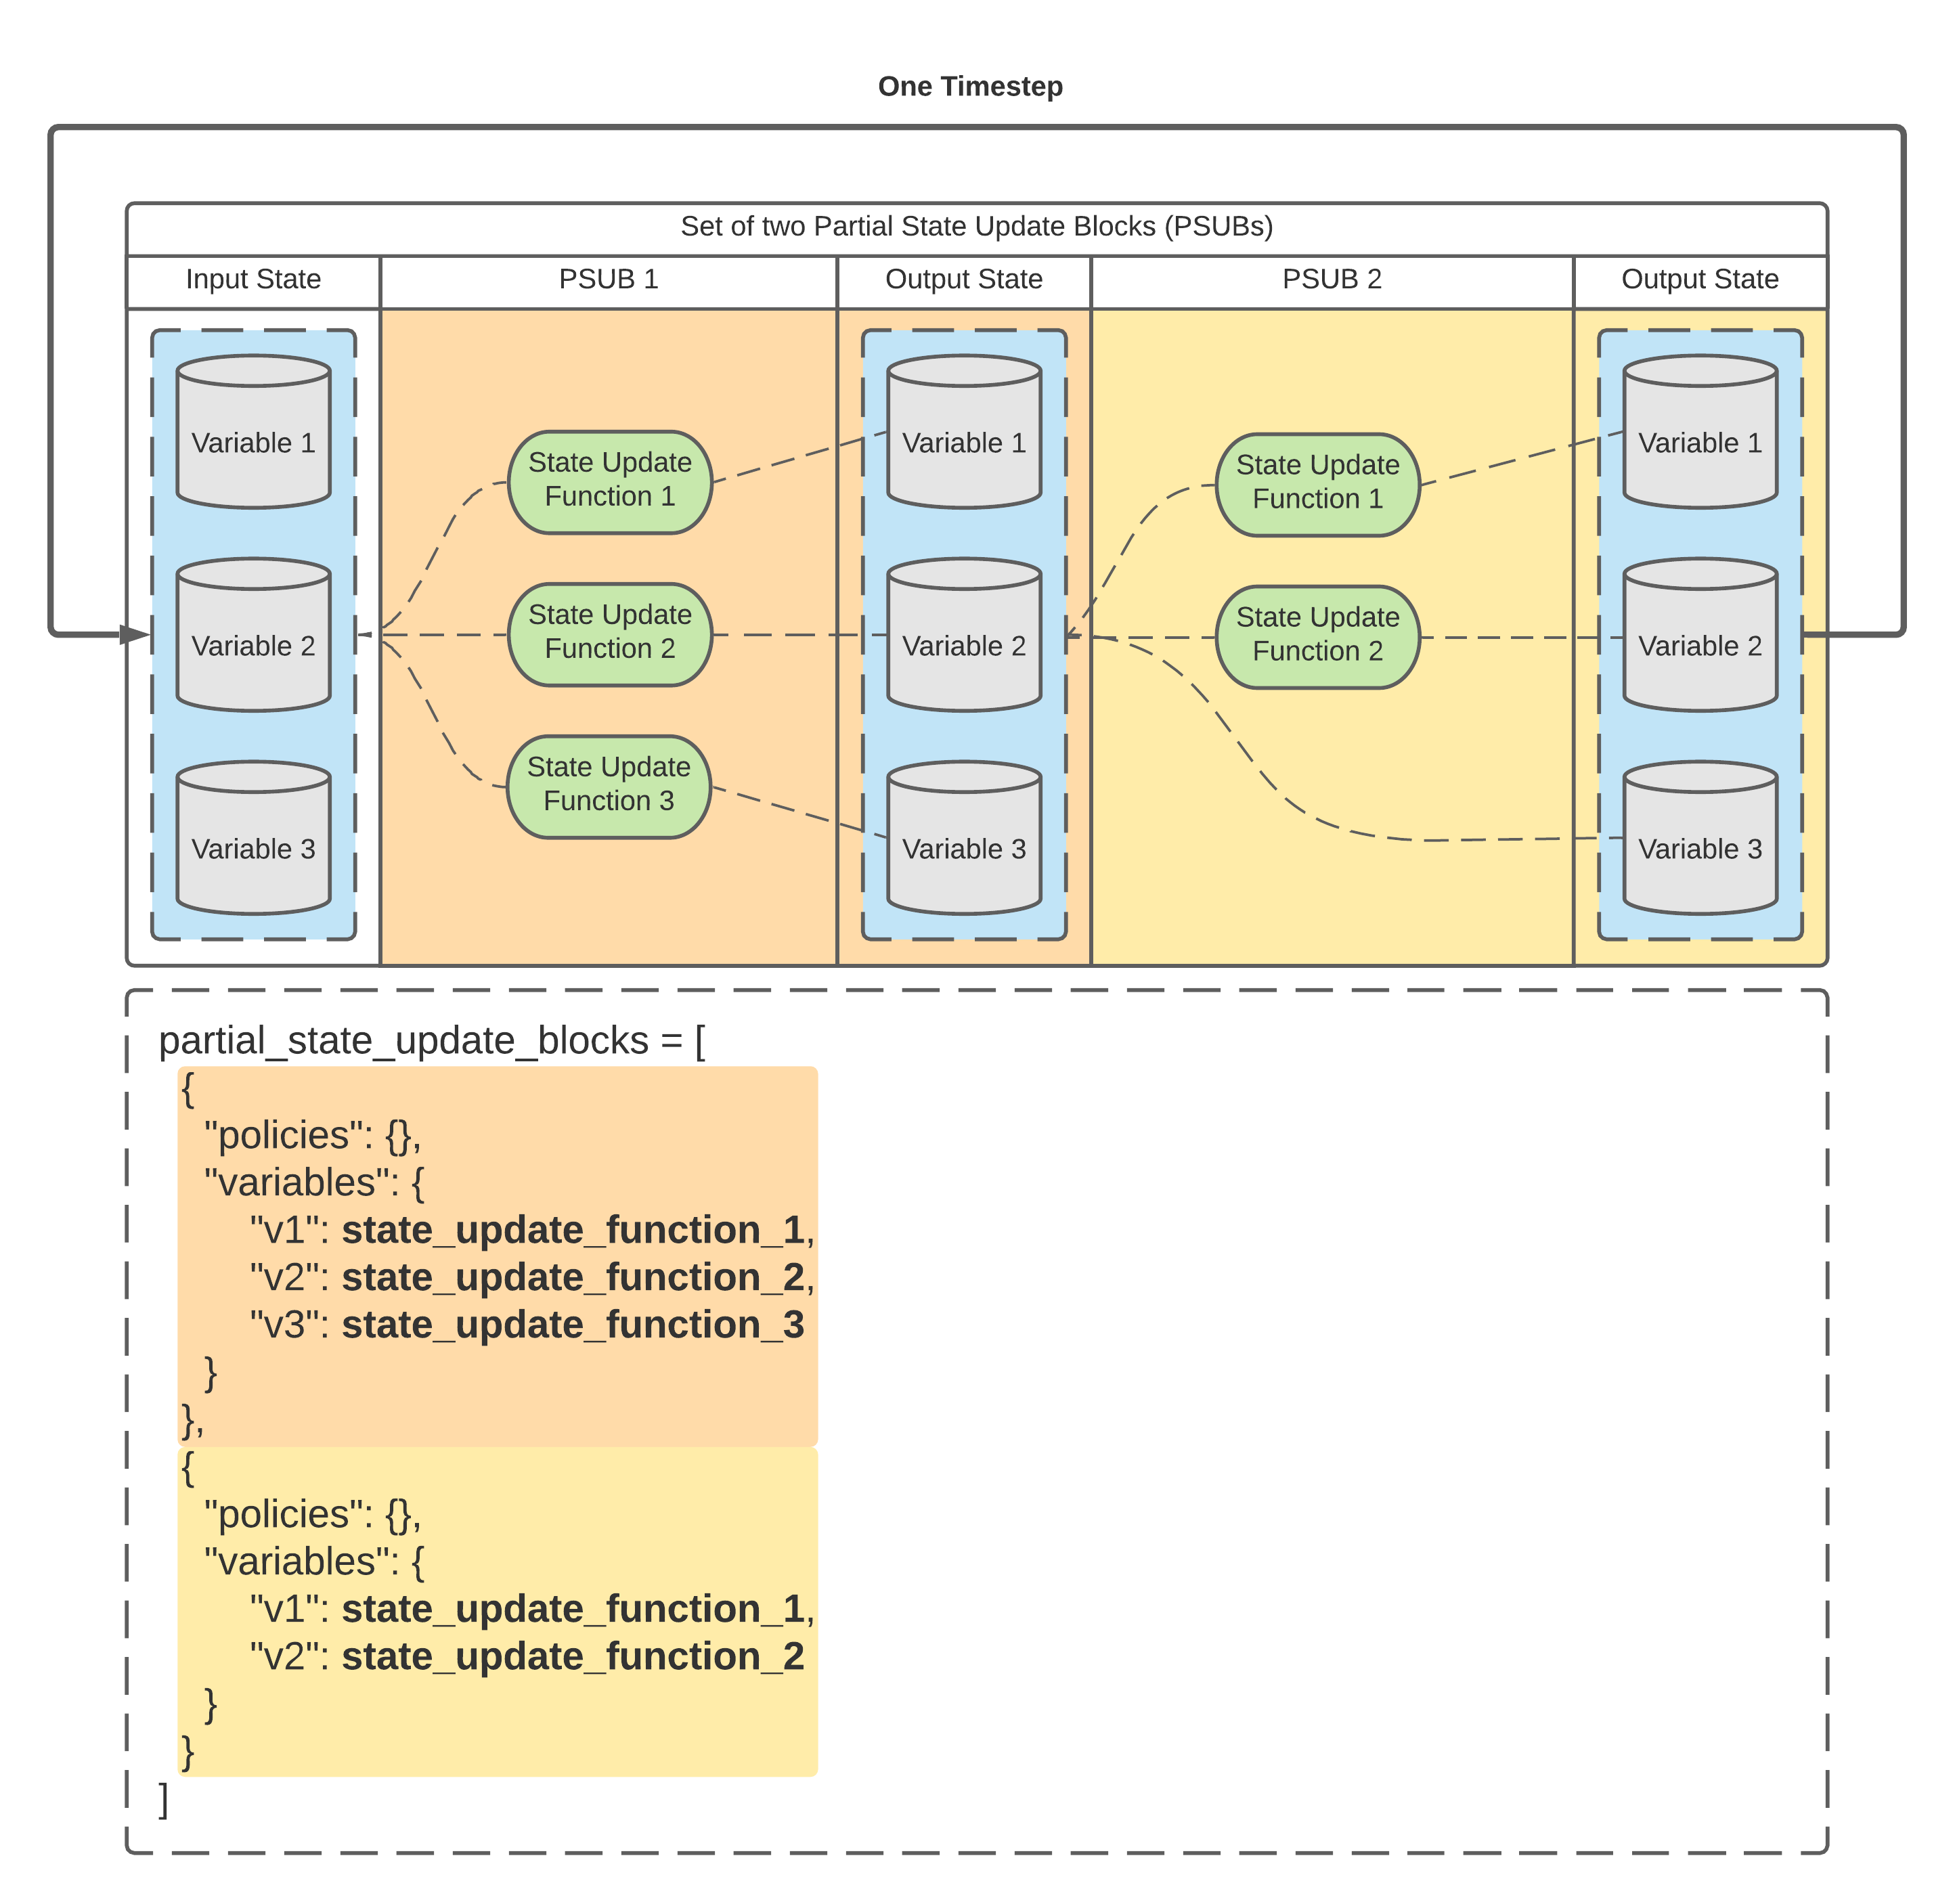 One Timestep
Set of two Partial State Update Blocks (PSUBs)
Input State
PSUB 1
Output State
PSUB 2
Output State
Variable 1
Variable 2
Variable 3
State Update
Function 1
State Update
Function 2
State Update
Function 3
Variable 1
Variable 2
Variable 3
State Update
Function 1
State Update
Function 2
Variable 1
Variable 2
Variable 3
partial_state_update_blocks = [
{
"policies": {},
"variables": {
"v1": state_update_function_1,
"v2": state_update_function_2,
"v3": state_update_function_3
}
},
{
"policies": {},
"variables": {
"v1": state_update_function_1,
"v2": state_update_function_2
}
}
]